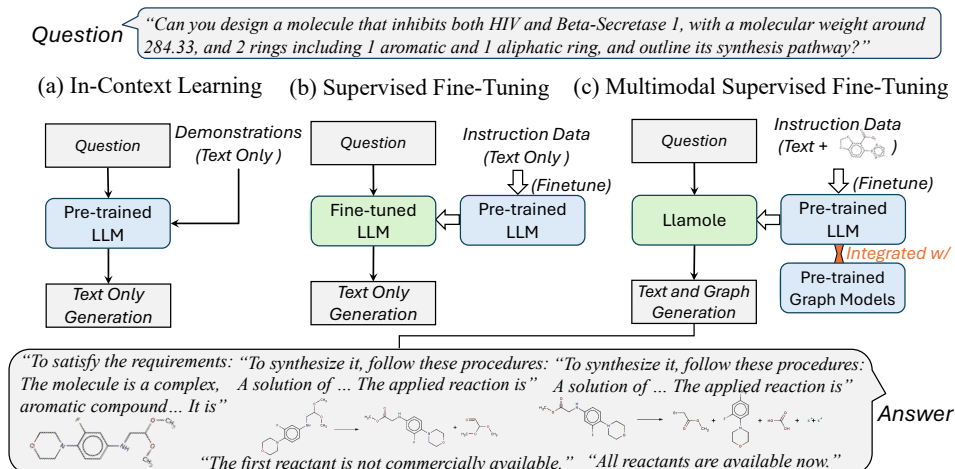 Question
“Can you design a molecule that inhibits both HIV and Beta-Secretase 1, with a molecular weight around
284.33, and 2 rings including 1 aromatic and 1 aliphatic ring, and outline its synthesis pathway?”
(a) In-Context Learning
(b) Supervised Fine-Tuning
(c) Multimodal Supervised Fine-Tuning
Question
Demonstrations
(Text Only )
Pre-trained
LLM
Text Only
Generation
Question
Instruction Data
(Text Only)
(Finetune)
Fine-tuned
LLM
Pre-trained
LLM
Text Only
Generation
Question
Instruction Data
(Text + )
(Finetune)
Llamole
Pre-trained
LLM
Integrated w/
Text and Graph
Generation
Pre-trained
Graph Models
“To satisfy the requirements:
The molecule is a complex,
aromatic compound… It is”
“To synthesize it, follow these procedures:
A solution of … The applied reaction is”
“The first reactant is not commercially available.”
“To synthesize it, follow these procedures:
A solution of … The applied reaction is”
“All reactants are available now.”
Answer